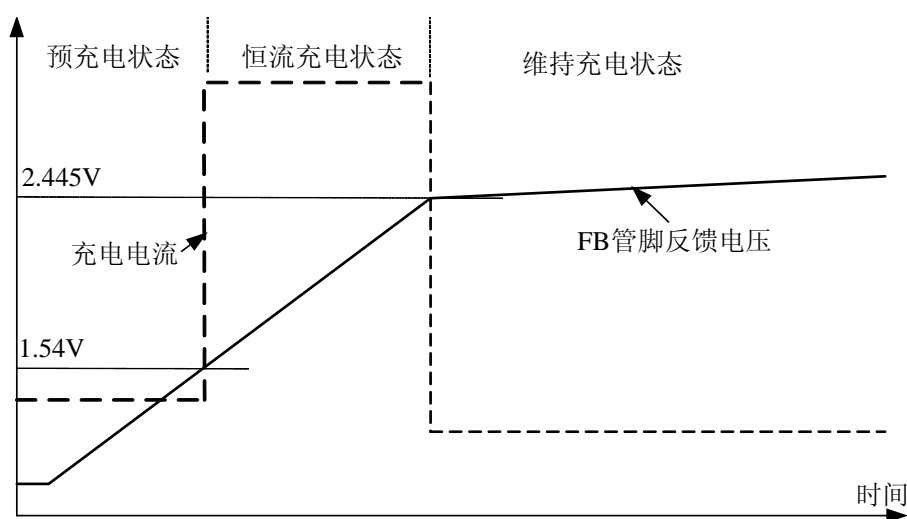 预充电状态
恒流充电状态
维持充电状态
2.445V
充电电流
FB管脚反馈电压
1.54V
时间